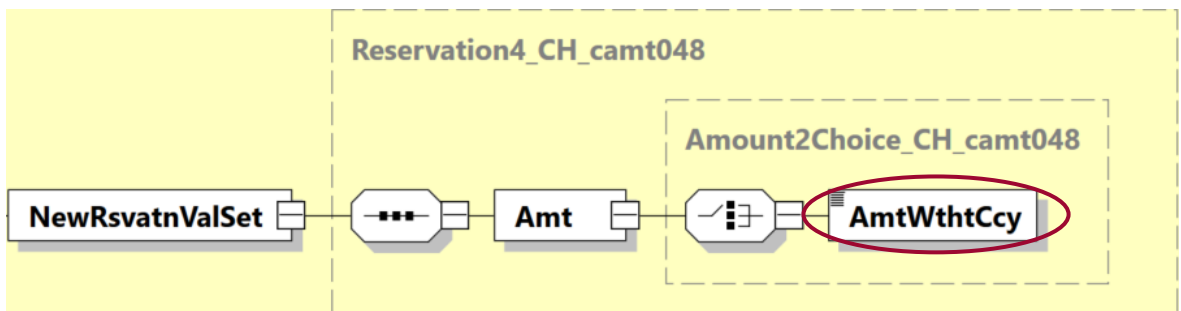 Reservation4_CH_camt048
Amount2Choice_CH_camt048
NewRsvatnValSet
Amt
AmtWthtCcy